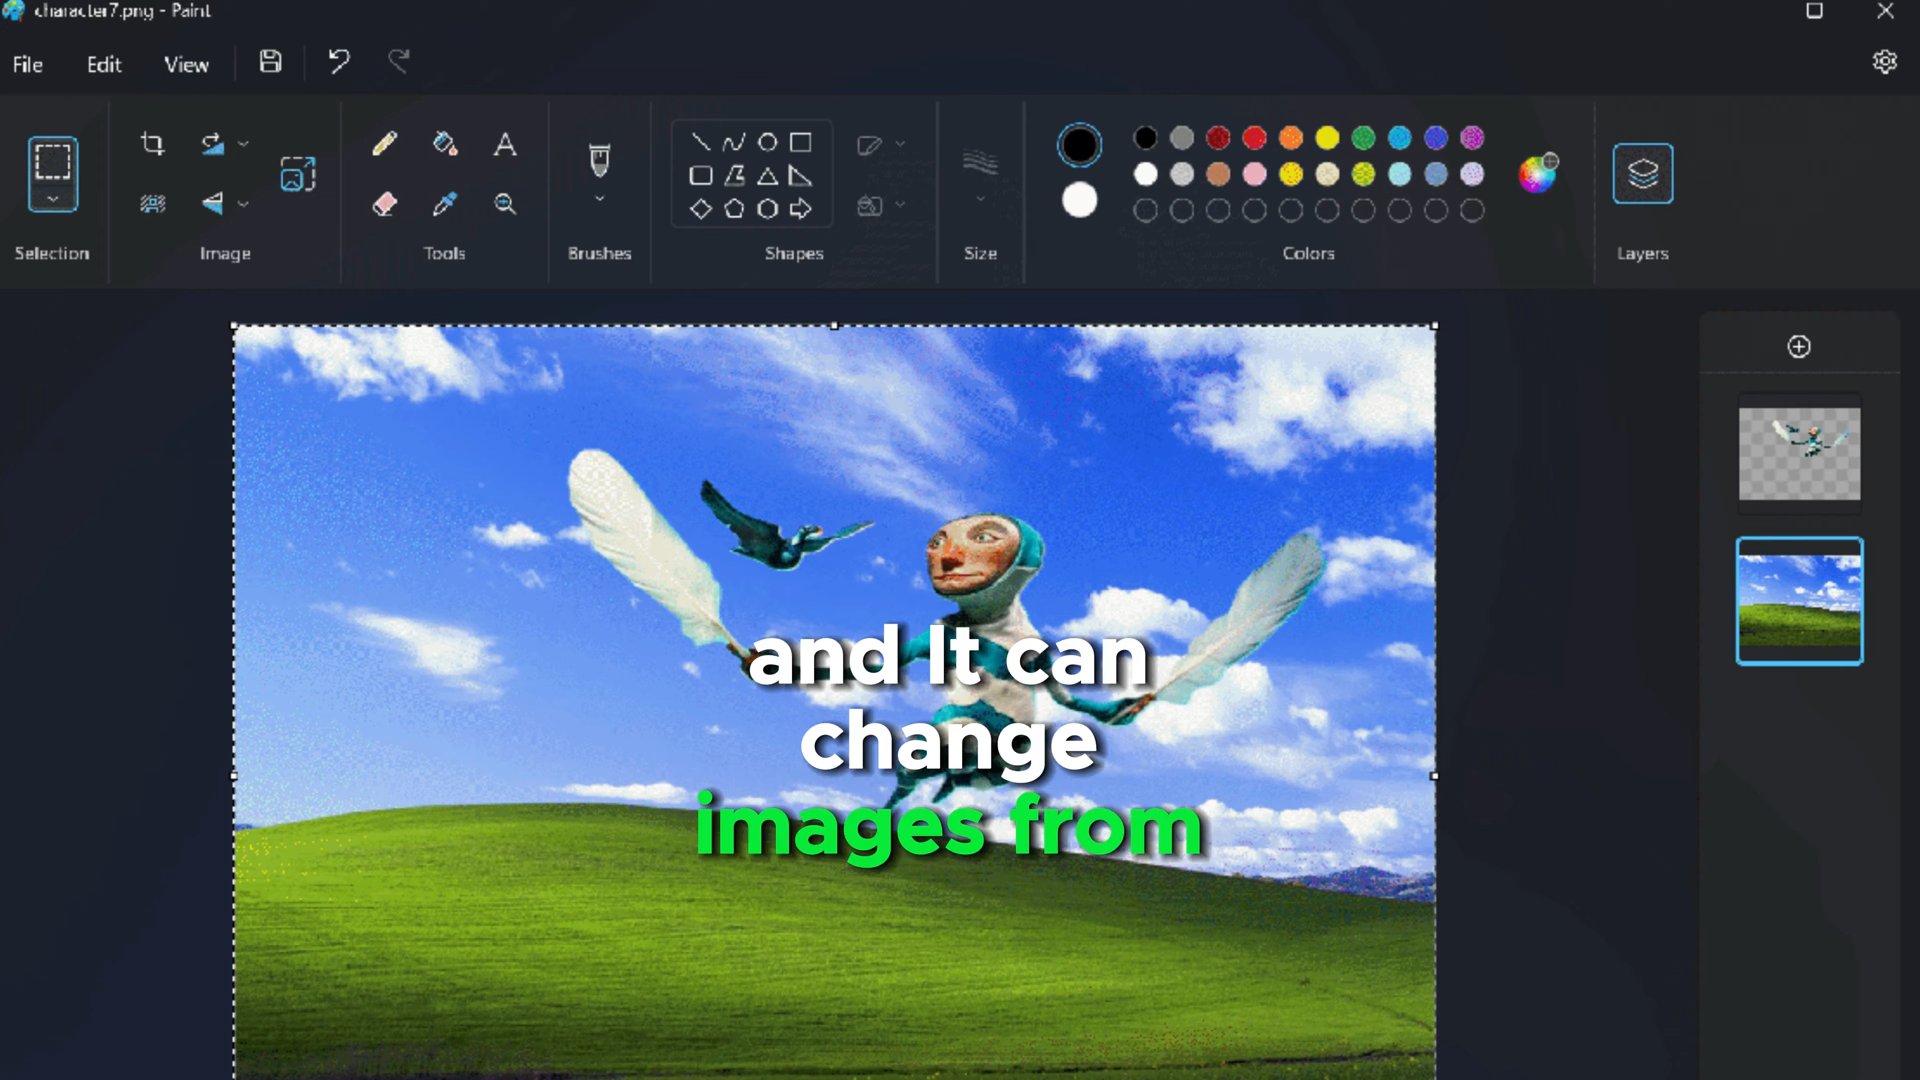 character7.png - Paint
File Edit View
Selection Image Tools Brushes Shapes Size Colors Layers
and It can
change
images from